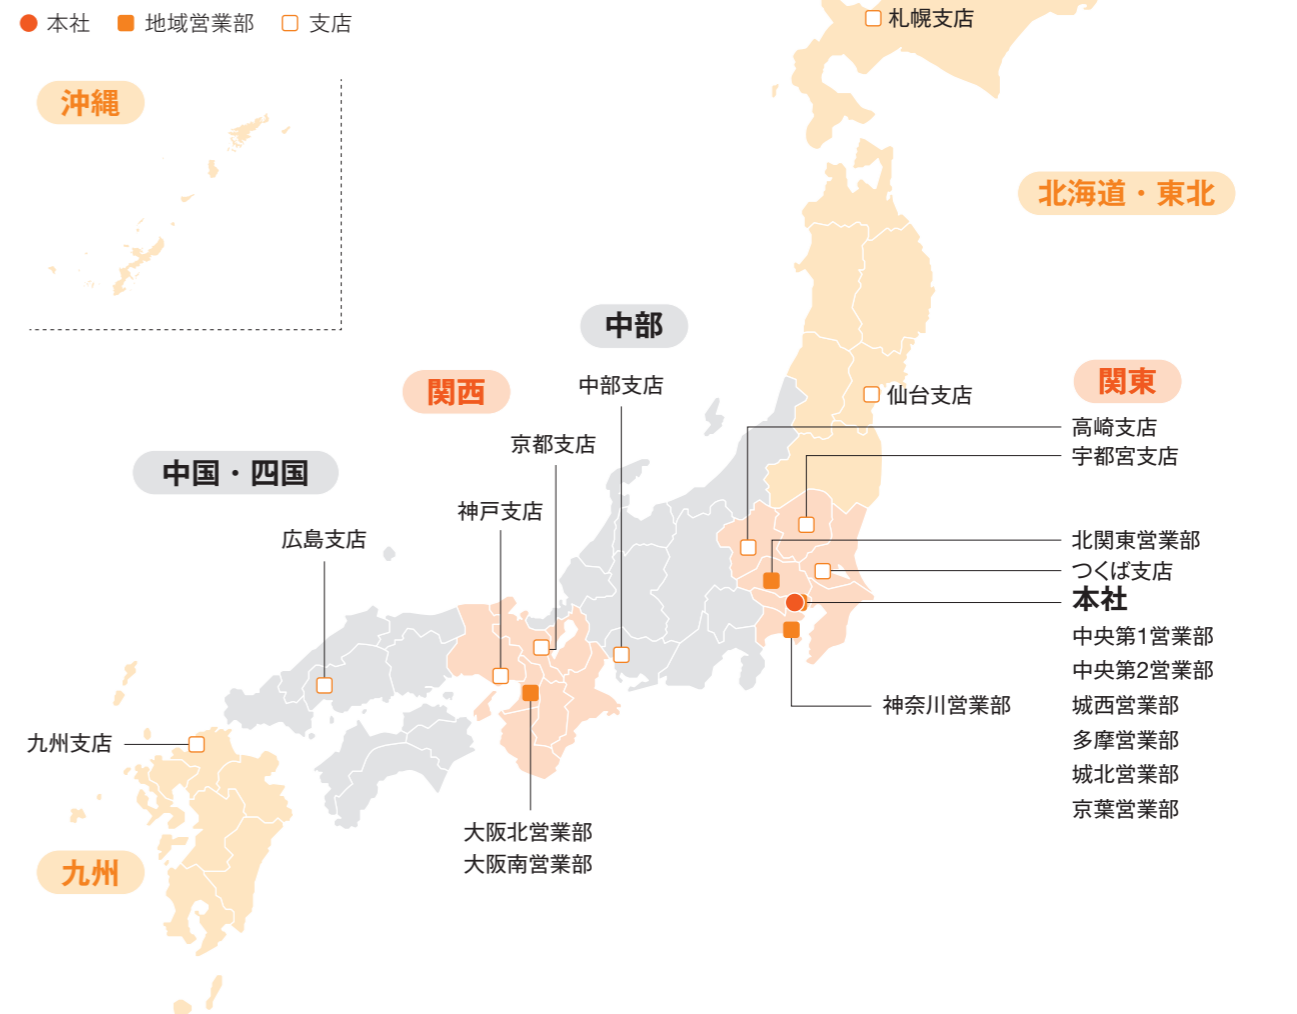 本社 地域営業部 支店
札幌支店
沖縄
北海道・東北
中部
関西
中部支店
関東
仙台支店
高崎支店
京都支店
宇都宮支店
中国・四国
神戸支店
広島支店
北関東営業部
つくば支店
本社
中央第1営業部
中央第2営業部
城西営業部
神奈川営業部
多摩営業部
九州支店
城北営業部
京葉営業部
大阪北営業部
大阪南営業部
九州